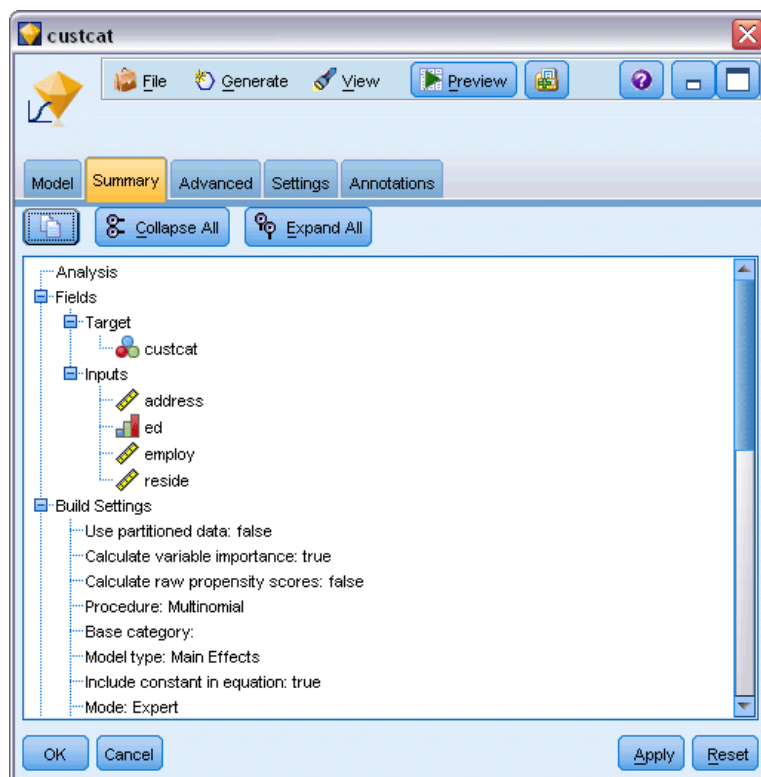 custcat
File Generate View Preview
Model Summary Advanced Settings Annotations
Collapse All Expand All
Analysis
Fields
Target
custcat
Inputs
address
ed
employ
reside
Build Settings
Use partitioned data: false
Calculate variable importance: true
Calculate raw propensity scores: false
Procedure: Multinomial
Base category:
Model type: Main Effects
Include constant in equation: true
Mode: Expert
OK Cancel Apply Reset